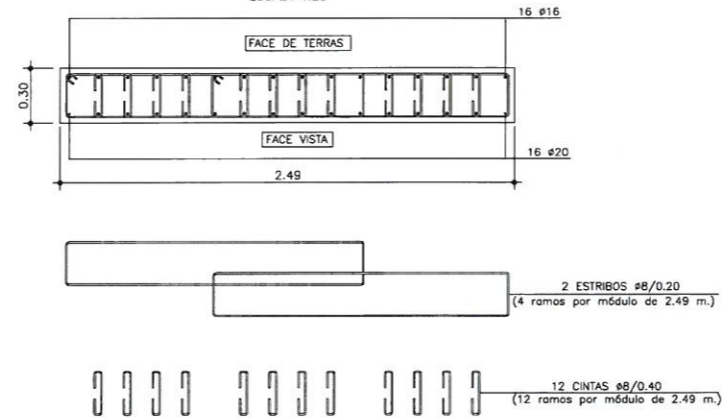 16 ø16
FACE DE TERRAS
0.30
FACE VISTA
16 ø20
2.49
2 ESTRIBOS ø8/0.20
(4 ramos por módulo de 2.49 m.)
12 CINTAS ø8/0.40
(12 ramos por módulo de 2.49 m.)